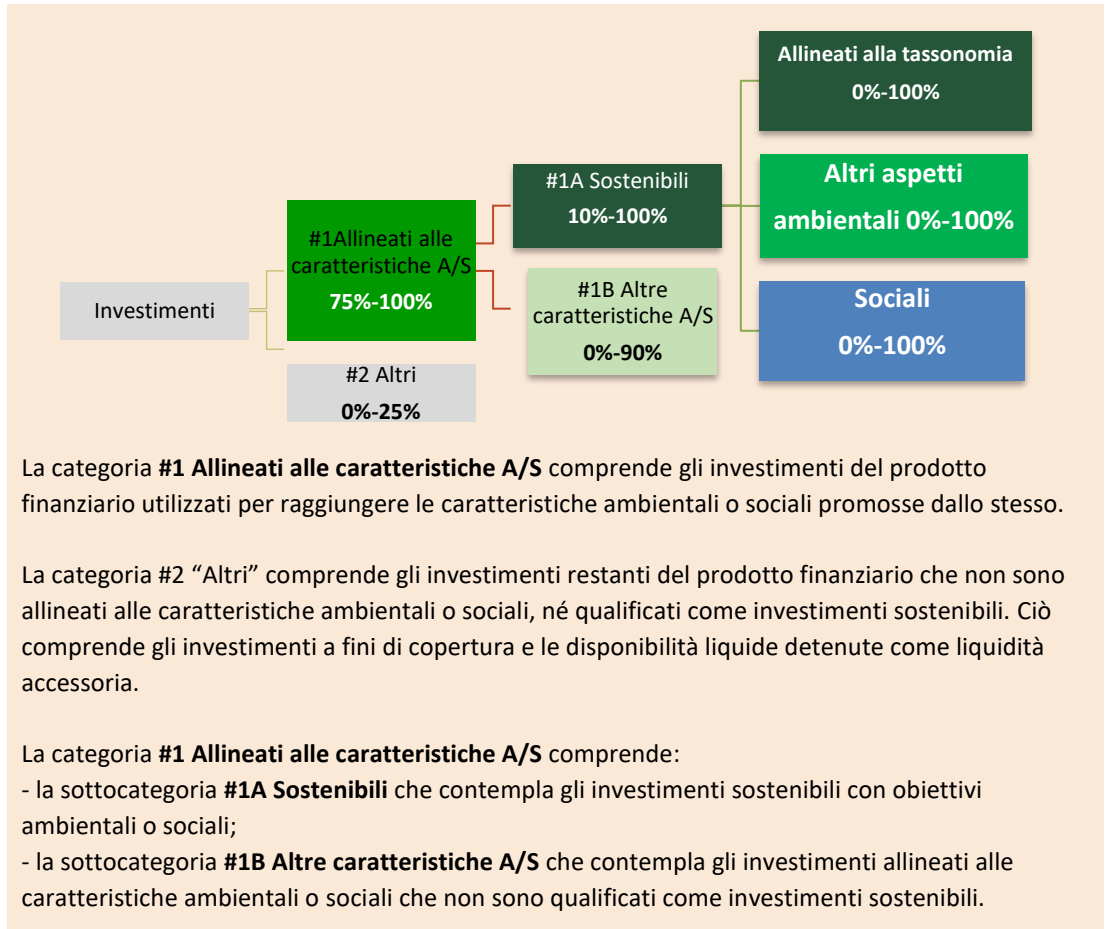 Allineati alla tassonomia
0%-100%
#1A Sostenibili
10%-100%
Altri aspetti
ambientali 0%-100%
#1Allineati alle
caratteristiche A/S
75%-100%
Investimenti
#1B Altre
caratteristiche A/S
0%-90%
Sociali
0%-100%
#2 Altri
0%-25%
La categoria #1 Allineati alle caratteristiche A/S comprende gli investimenti del prodotto
finanziario utilizzati per raggiungere le caratteristiche ambientali o sociali promosse dallo stesso.
La categoria #2 “Altri” comprende gli investimenti restanti del prodotto finanziario che non sono
allineati alle caratteristiche ambientali o sociali, né qualificati come investimenti sostenibili. Ciò
comprende gli investimenti a fini di copertura e le disponibilità liquide detenute come liquidità
accessoria.
La categoria #1 Allineati alle caratteristiche A/S comprende:
- la sottocategoria #1A Sostenibili che contempla gli investimenti sostenibili con obiettivi
ambientali o sociali;
- la sottocategoria #1B Altre caratteristiche A/S che contempla gli investimenti allineati alle
caratteristiche ambientali o sociali che non sono qualificati come investimenti sostenibili.